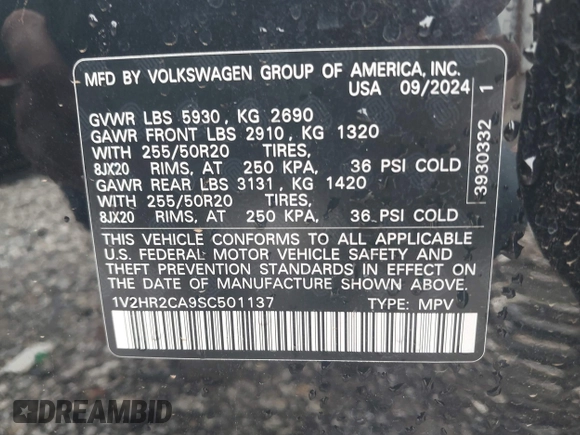 MFD BY VOLKSWAGEN GROUP OF AMERICA, INC.
USA 09/2024
GVWR LBS 5930, KG 2690
GAWR FRONT LBS 2910, KG 1320
WITH 255/50R20 TIRES,
8JX20 RIMS, AT 250 KPA, 36 PSI COLD
GAWR REAR LBS 3131, KG 1420
WITH 255/50R20 TIRES,
8JX20 RIMS, AT 250 KPA, 36 PSI COLD
THIS VEHICLE CONFORMS TO ALL APPLICABLE
U.S. FEDERAL MOTOR VEHICLE SAFETY AND
THEFT PREVENTION STANDARDS IN EFFECT ON
THE DATE OF MANUFACTURE SHOWN ABOVE.
1V2HR2CA9SC501137 TYPE: MPV
3930332 1
DREAMBID